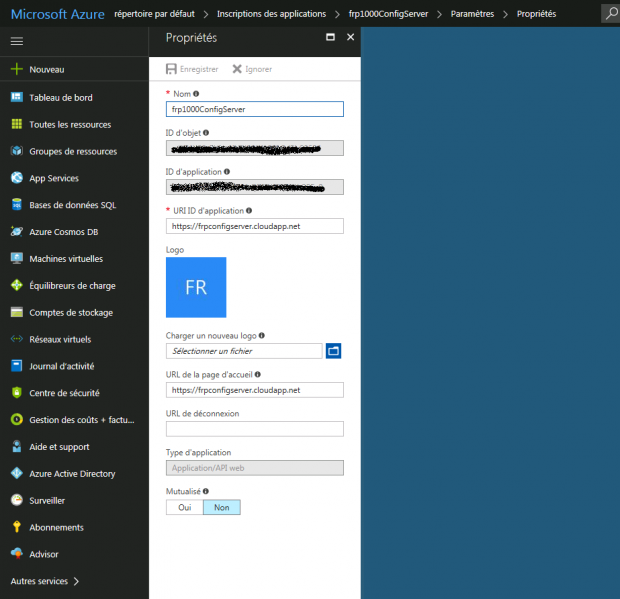 Microsoft Azure répertoire par défaut > Inscriptions des applications > frp1000ConfigServer > Paramètres > Propriétés
Nouveau
Tableau de bord
Toutes les ressources
Groupes de ressources
App Services
Bases de données SQL
Azure Cosmos DB
Machines virtuelles
Équilibreurs de charge
Comptes de stockage
Réseaux virtuels
Journal d'activité
Centre de sécurité
Gestion des coûts + factu...
Aide et support
Azure Active Directory
Surveiller
Abonnements
Advisor
Autres services >
Propriétés
Enregistrer Ignorer
* Nom
frp1000ConfigServer
ID d'objet
ID d'application
* URI ID d'application
https://frpconfigserver.cloudapp.net
Logo
FR
Charger un nouveau logo
Sélectionner un fichier
URL de la page d'accueil
https://frpconfigserver.cloudapp.net
URL de déconnexion
Type d'application
Application/API web
Mutualisé
Oui Non